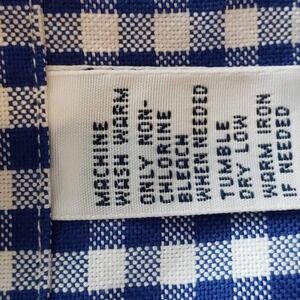 MACHINE
WASH WARM
ONLY NON-
CHLORINE
BLEACH
WHEN NEEDED
TUMBLE
DRY LOW
WARM IRON
IF NEEDED